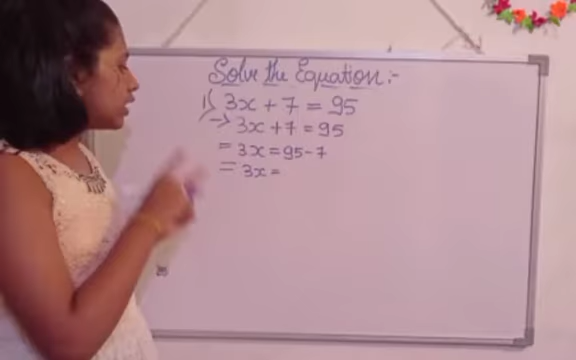 Solve the Equation:-
1) 3x + 7 = 95
-> 3x + 7 = 95
= 3x = 95 - 7
= 3x =